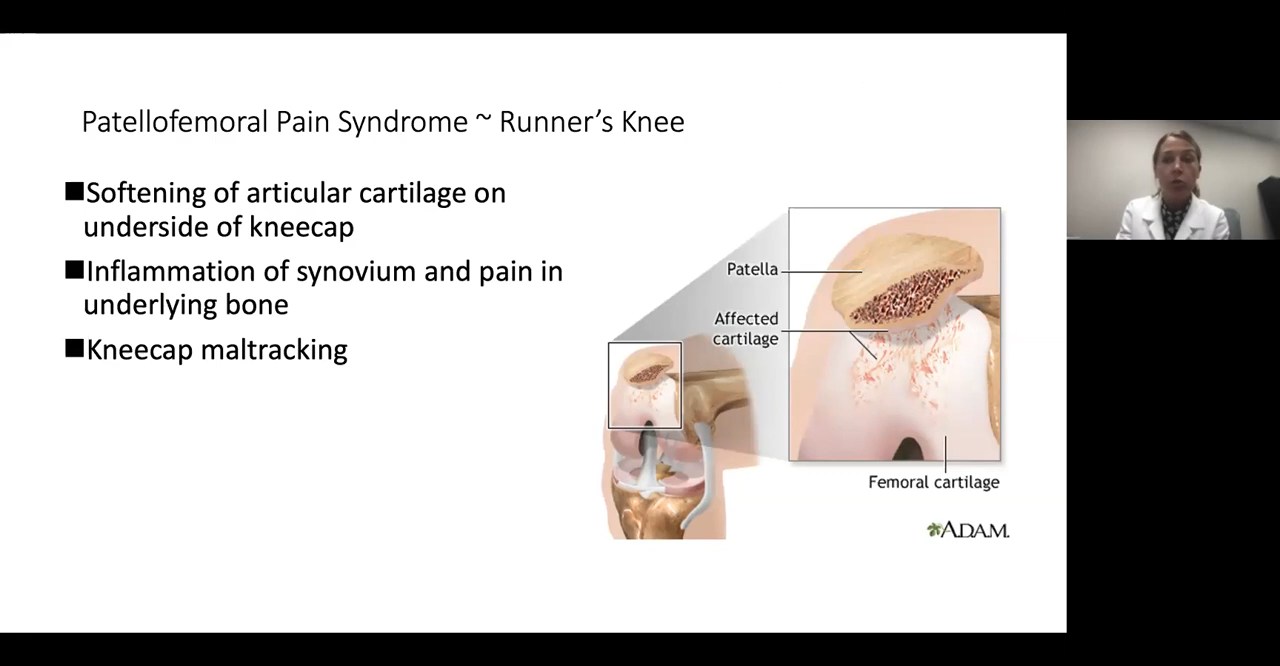 Patellofemoral Pain Syndrome ~ Runner's Knee
■Softening of articular cartilage on
underside of kneecap
■Inflammation of synovium and pain in
underlying bone
■Kneecap maltracking
Patella
Affected
cartilage
Femoral cartilage
ADAM.